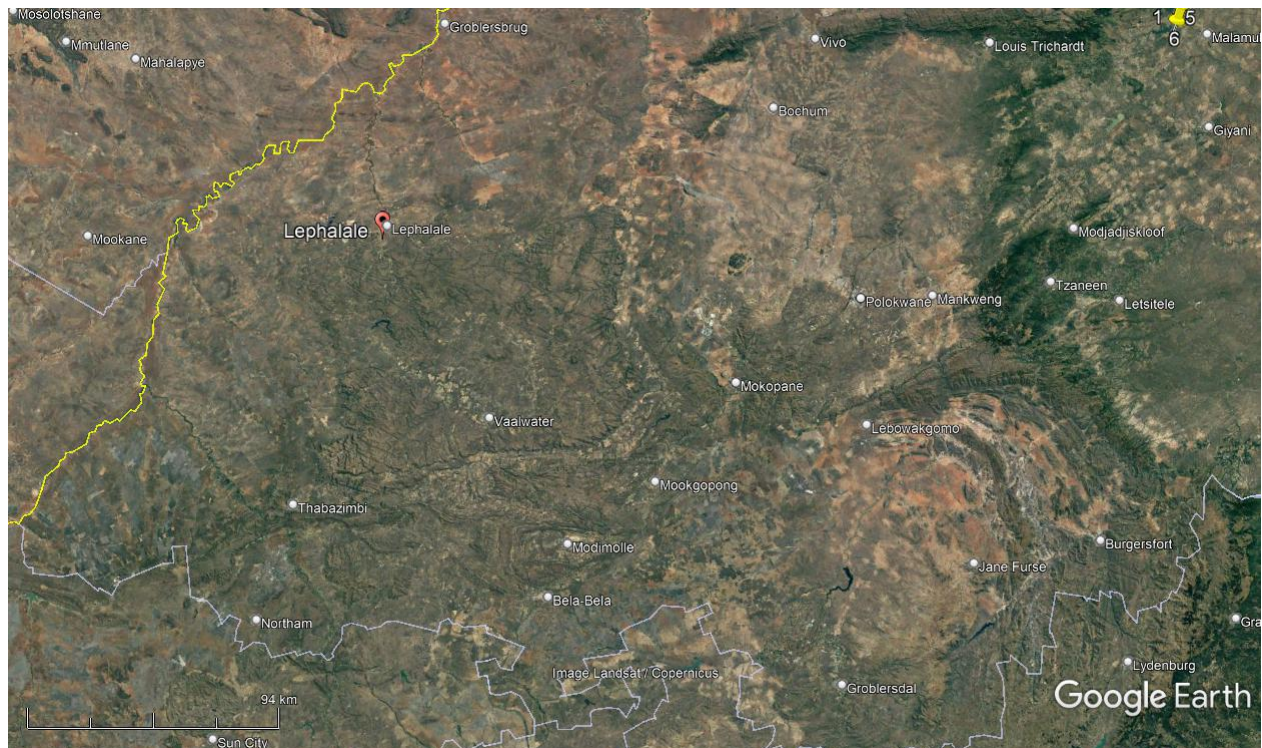 Mosolotshane
Groblersbrug
1 5
6
Mmutlane
Vivo
Louis Trichardt
Mahalapye
Bochum
Giyani
Lephalale
Lephalale
Mookane
Modjadjiskloof
Tzaneen
Polokwane
Mankweng
Letsitele
Mokopane
Vaalwater
Lebowakgomo
Mookgopong
Thabazimbi
Modimolle
Burgersfort
Jane Furse
Bela-Bela
Northam
Gra
Lydenburg
Image Landsat / Copernicus
Groblersdal
94 km
Google Earth
Sun City